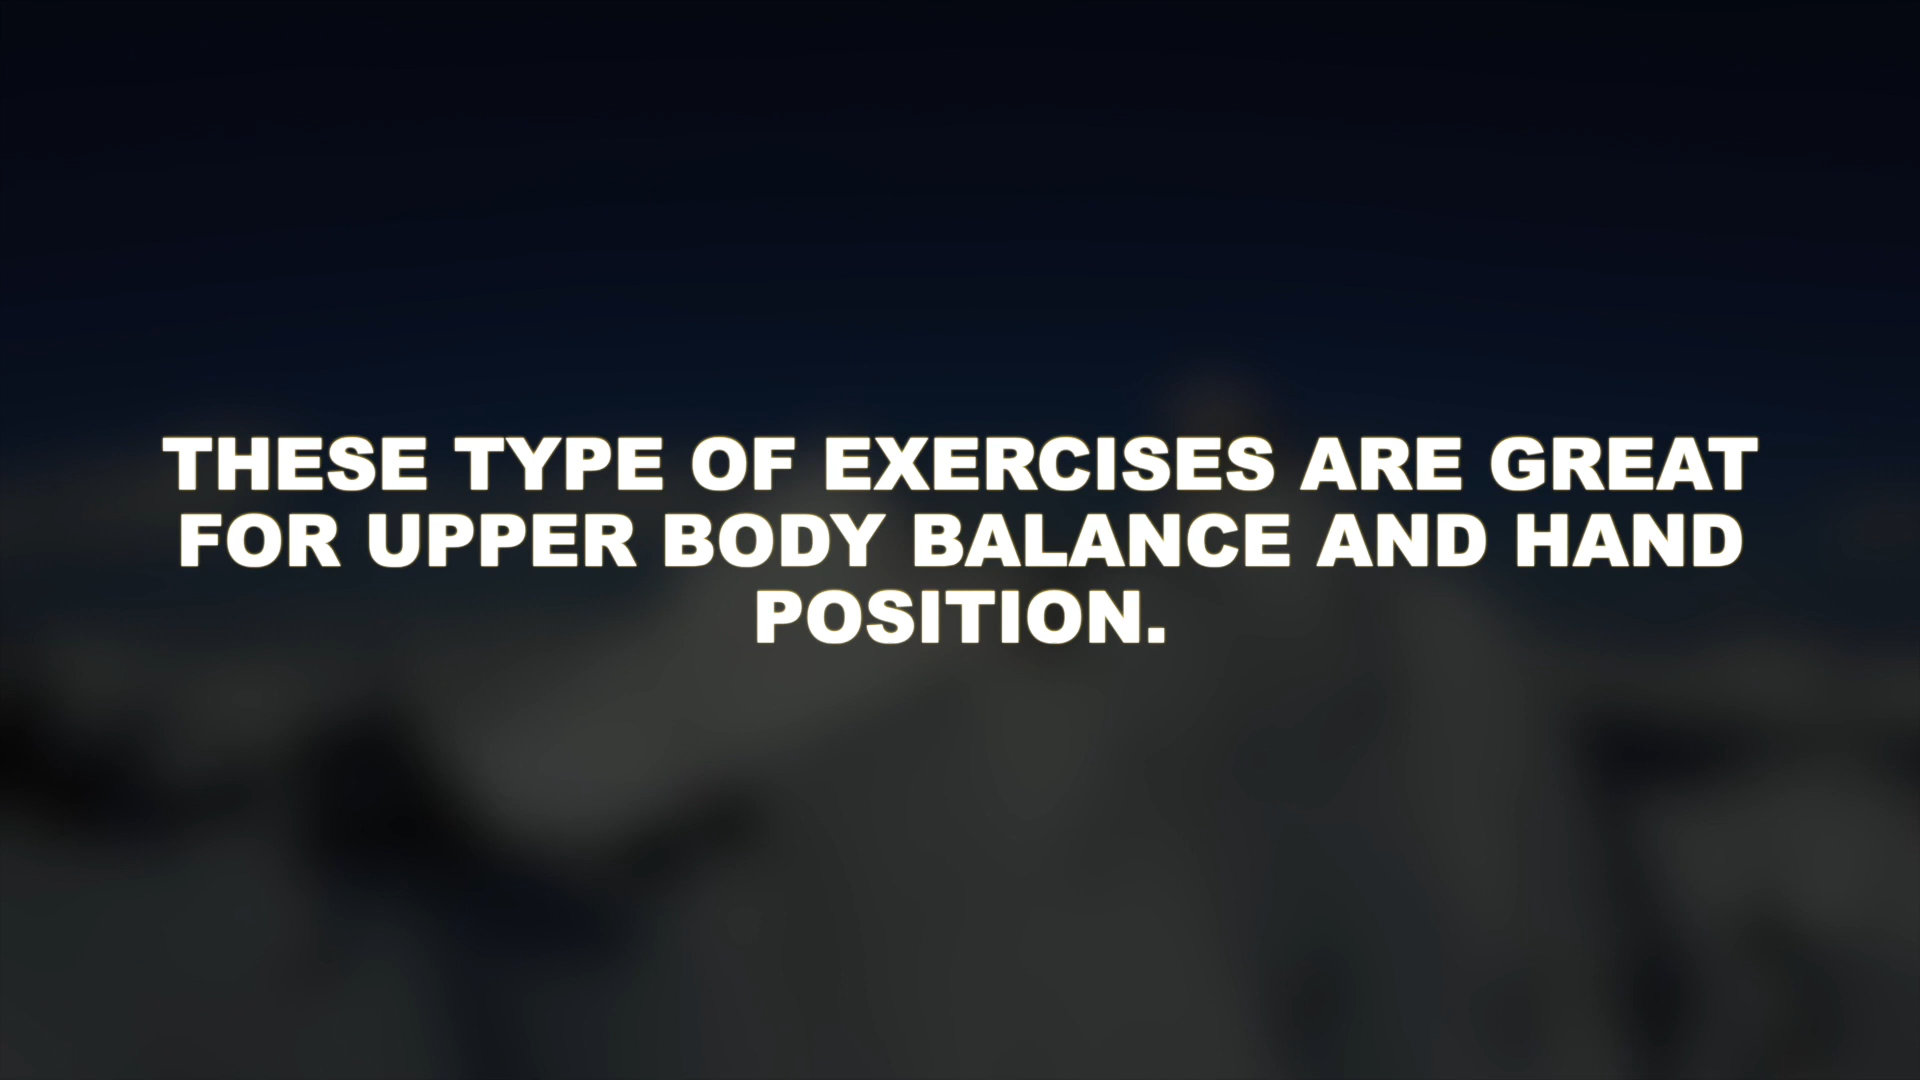 THESE TYPE OF EXERCISES ARE GREAT
FOR UPPER BODY BALANCE AND HAND
POSITION.